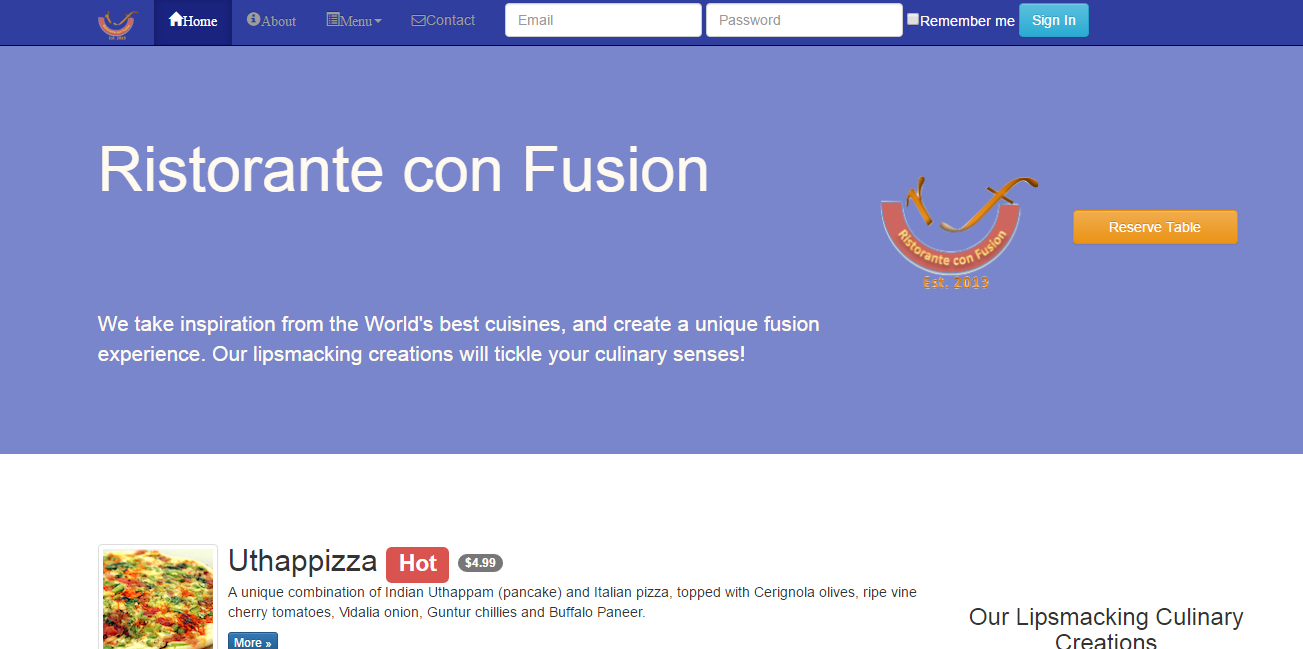 Home About Menu Contact Email Password Remember me Sign In
Ristorante con Fusion
Ristorante con Fusion
Est. 2013
Reserve Table
We take inspiration from the World's best cuisines, and create a unique fusion
experience. Our lipsmacking creations will tickle your culinary senses!
Uthappizza Hot $4.99
A unique combination of Indian Uthappam (pancake) and Italian pizza, topped with Cerignola olives, ripe vine
cherry tomatoes, Vidalia onion, Guntur chillies and Buffalo Paneer.
More »
Our Lipsmacking Culinary
Creations